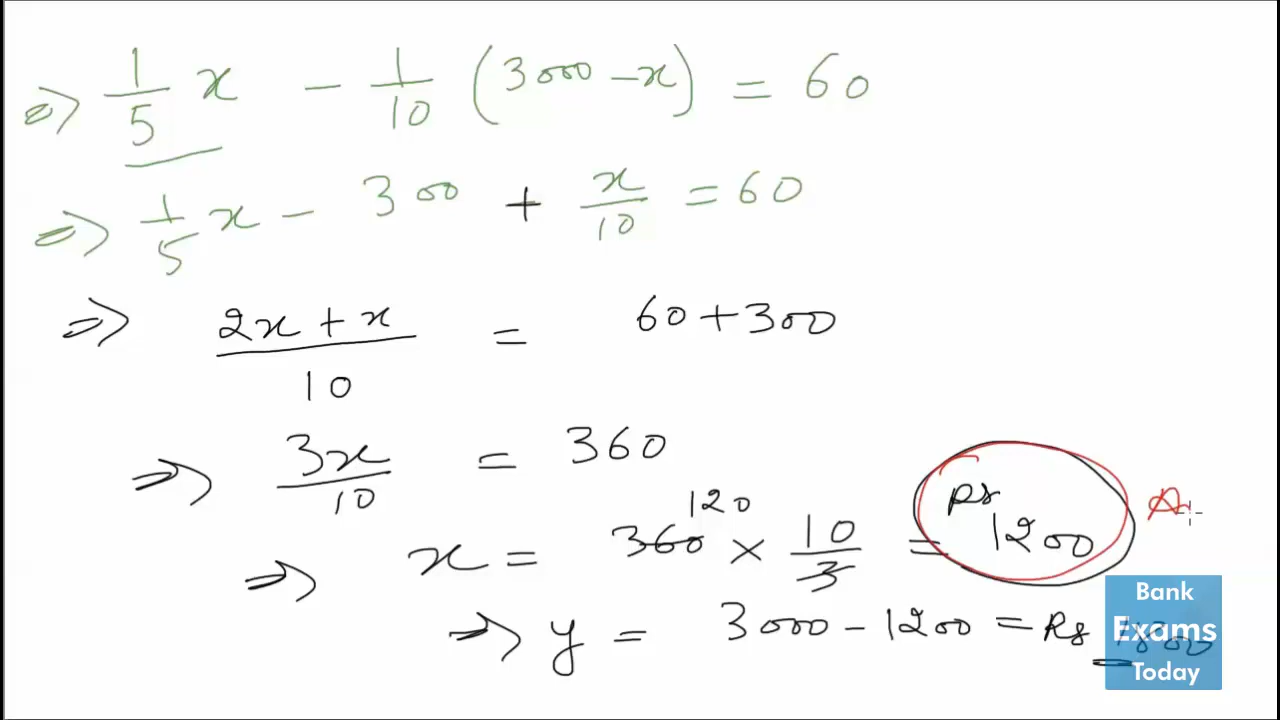 ⇒ 1/5 x - 1/10 (3000 - x) = 60
⇒ 1/5 x - 300 + x/10 = 60
⇒ (2x + x)/10 = 60 + 300
⇒ 3x/10 = 360
120
⇒ x = 360 × 10/3 = Rs 1200
⇒ y = 3000 - 1200 = Rs 1800
Bank
Exams
Today